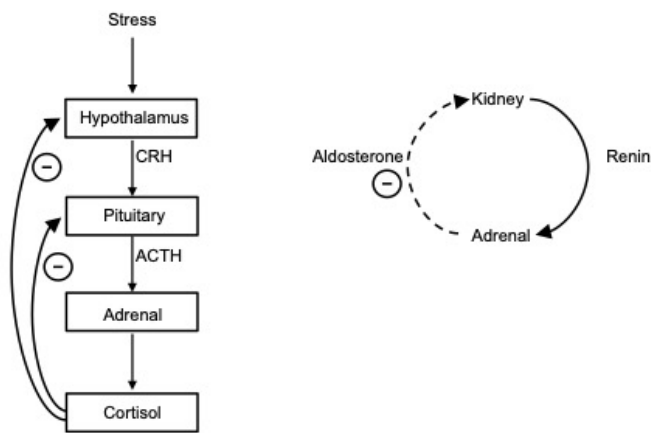 Stress
Hypothalamus
−
CRH
Pituitary
−
ACTH
Adrenal
Cortisol
Kidney
Aldosterone
−
Renin
Adrenal